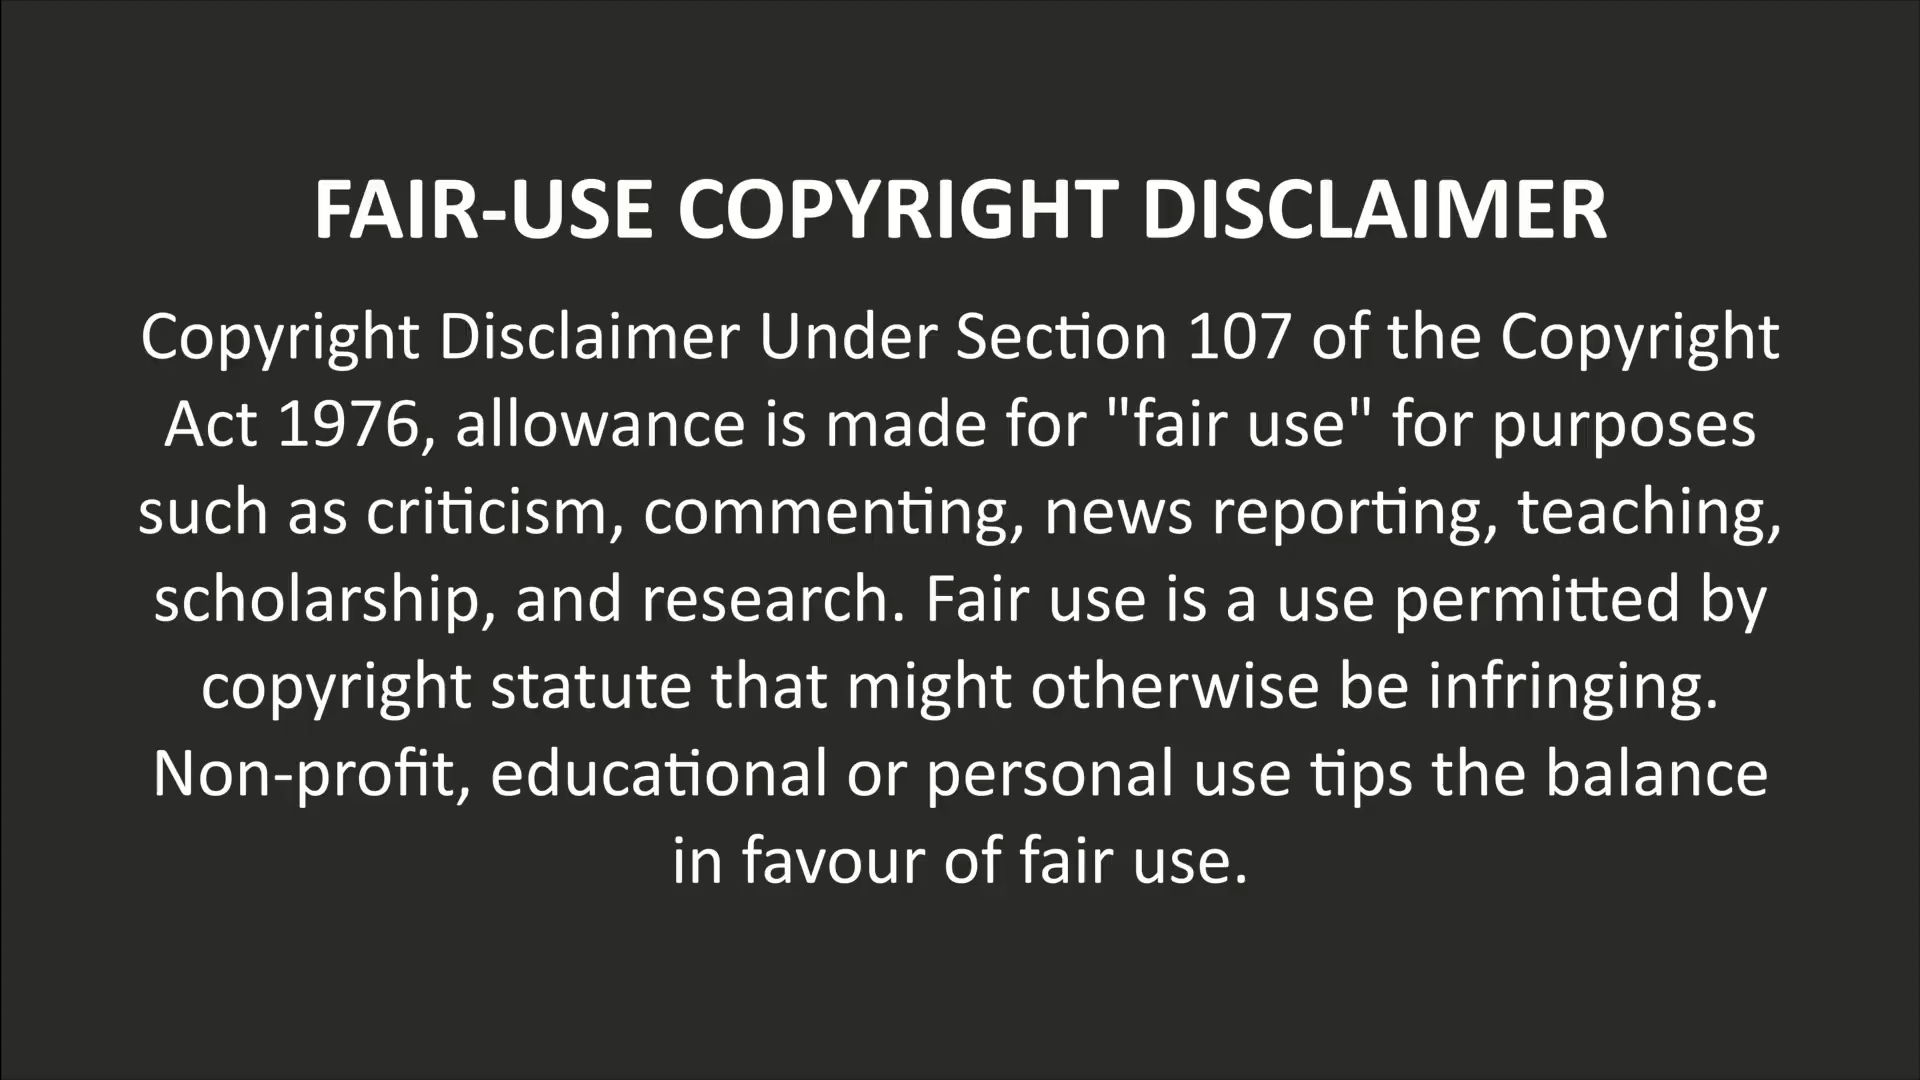 FAIR-USE COPYRIGHT DISCLAIMER
Copyright Disclaimer Under Section 107 of the Copyright
Act 1976, allowance is made for "fair use" for purposes
such as criticism, commenting, news reporting, teaching,
scholarship, and research. Fair use is a use permitted by
copyright statute that might otherwise be infringing.
Non-profit, educational or personal use tips the balance
in favour of fair use.